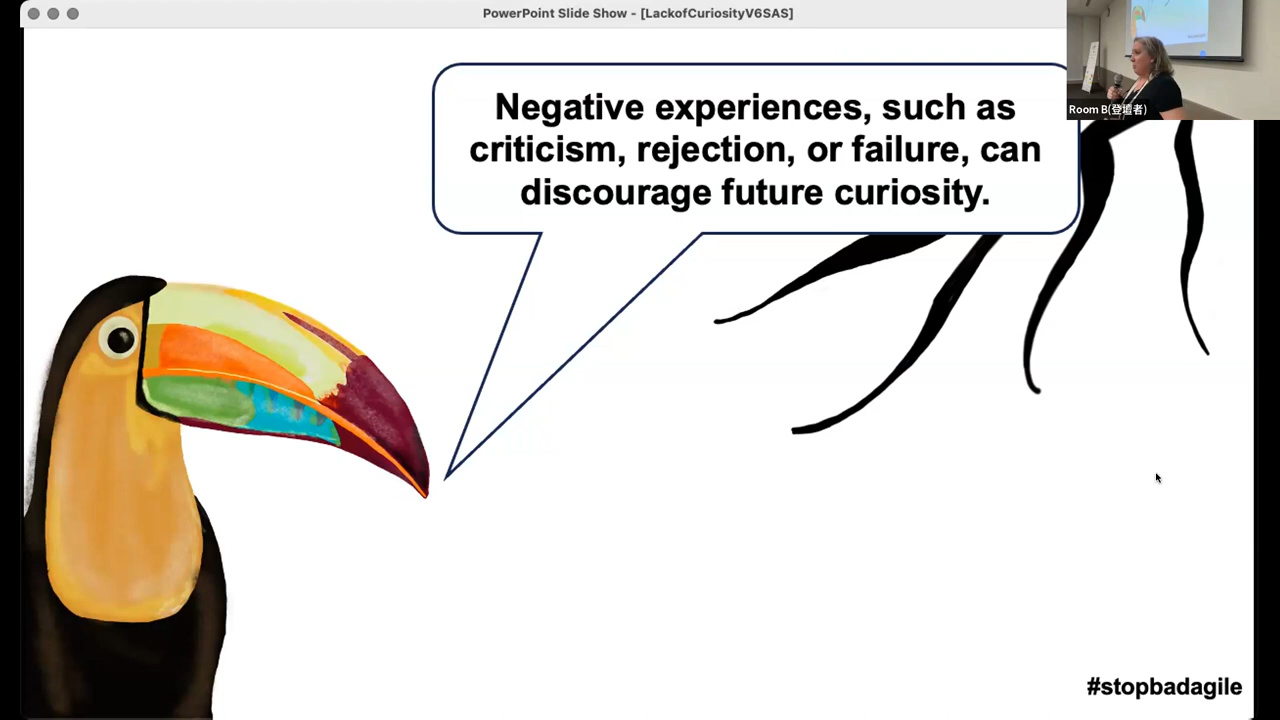 PowerPoint Slide Show - [LackofCuriosityV6SAS]
Negative experiences, such as
criticism, rejection, or failure, can
discourage future curiosity.
Room B(登壇者)
#stopbadagile